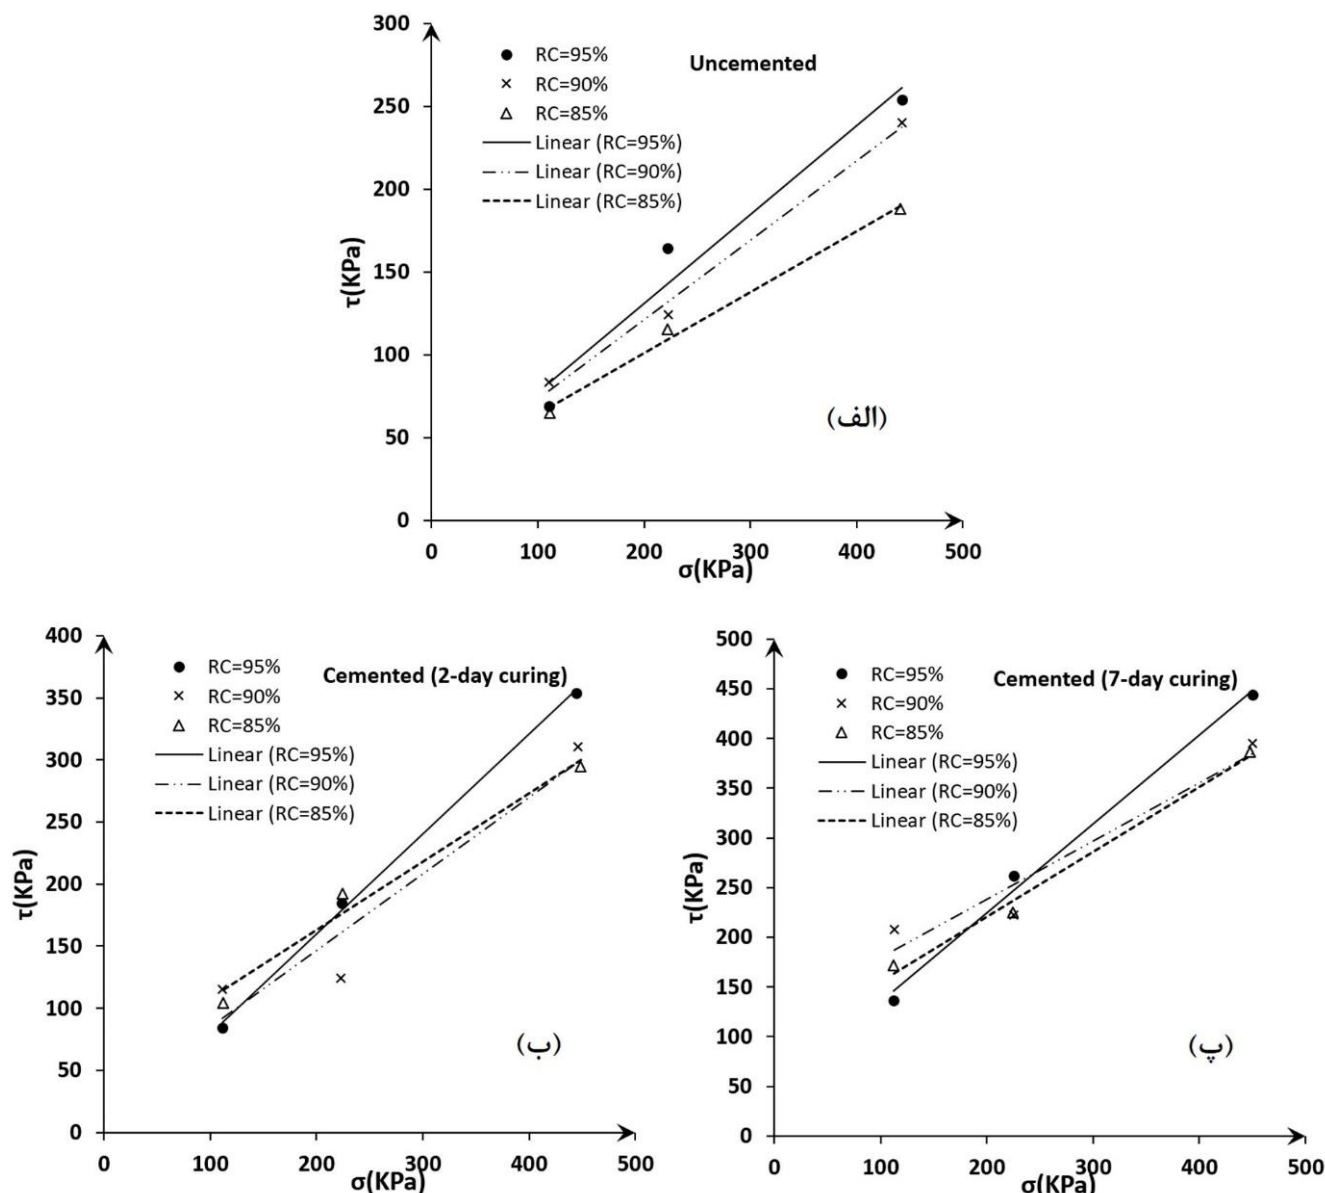 300
250
200
150
100
50
0
τ(KPa)
RC=95%
RC=90%
RC=85%
Linear (RC=95%)
Linear (RC=90%)
Linear (RC=85%)
Uncemented
(الف)
0 100 200 300 400 500
σ(KPa)
400
350
300
250
200
150
100
50
0
τ(KPa)
RC=95%
RC=90%
RC=85%
Linear (RC=95%)
Linear (RC=90%)
Linear (RC=85%)
Cemented (2-day curing)
(ب)
0 100 200 300 400 500
σ(KPa)
500
450
400
350
300
250
200
150
100
50
0
τ(KPa)
RC=95%
RC=90%
RC=85%
Linear (RC=95%)
Linear (RC=90%)
Linear (RC=85%)
Cemented (7-day curing)
(پ)
0 100 200 300 400 500
σ(KPa)